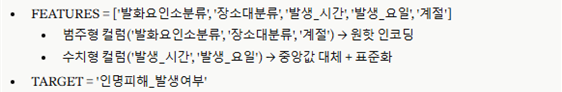 • FEATURES = ['발화요인소분류', '장소대분류', '발생_시간', '발생_요일', '계절']
• 범주형 컬럼('발화요인소분류', '장소대분류', '계절') → 원핫 인코딩
• 수치형 컬럼('발생_시간', '발생_요일') → 중앙값 대체 + 표준화
• TARGET = '인명피해_발생여부'